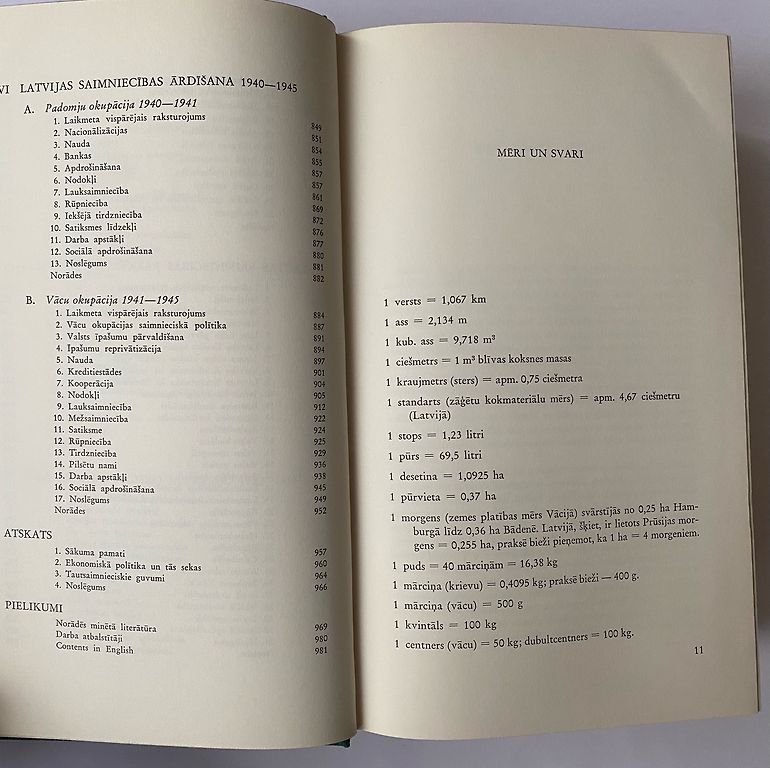 VI LATVIJAS SAIMNIECĪBAS ĀRDĪŠANA 1940—1945
A. Padomju okupācija 1940—1941
1. Laikmeta vispārējais raksturojums 849
2. Nacionālizācijas 851
3. Nauda 854
4. Bankas 855
5. Apdrošināšana 857
6. Nodokļi 857
7. Lauksaimniecība 861
8. Rūpniecība 869
9. Iekšējā tirdzniecība 872
10. Satiksmes līdzekļi 876
11. Darba apstākļi 877
12. Sociālā apdrošināšana 880
13. Noslēgums 881
Norādes 882
B. Vācu okupācija 1941—1945
1. Laikmeta vispārējais raksturojums 884
2. Vācu okupācijas saimnieciskā polītika 887
3. Valsts īpašumu pārvaldīšana 891
4. Īpašumu reprivātizācija 894
5. Nauda 897
6. Kreditiestādes 901
7. Kooperācija 904
8. Nodokļi 905
9. Lauksaimniecība 912
10. Mežsaimniecība 922
11. Satiksme 924
12. Rūpniecība 925
13. Tirdzniecība 929
14. Pilsētu nami 936
15. Darba apstākļi 938
16. Sociālā apdrošināšana 945
17. Noslēgums 949
Norādes 952
ATSKATS
1. Sākuma pamati 957
2. Ekonomiskā polītika un tās sekas 960
3. Tautsaimnieciskie guvumi 964
4. Noslēgums 966
PIELIKUMI
Norādēs minētā literātūra 969
Darba atbalstītāji 980
Contents in English 981
MĒRI UN SVARI
1 versts = 1,067 km
1 ass = 2,134 m
1 kub. ass = 9,718 m³
1 ciešmetrs = 1 m³ blīvas koksnes masas
1 kraujmetrs (sters) = apm. 0,75 ciešmetra
1 standarts (zāģētu kokmateriālu mērs) = apm. 4,67 ciešmetru
(Latvijā)
1 stops = 1,23 litri
1 pūrs = 69,5 litri
1 desetina = 1,0925 ha
1 pūrvieta = 0,37 ha
1 morgens (zemes platības mērs Vācijā) svārstījās no 0,25 ha Ham-
burgā līdz 0,36 ha Bādenē. Latvijā, šķiet, ir lietots Prūsijas mor-
gens = 0,255 ha, praksē bieži pieņemot, ka 1 ha = 4 morgeniem.
1 puds = 40 mārciņām = 16,38 kg
1 mārciņa (krievu) = 0,4095 kg; praksē bieži — 400 g.
1 mārciņa (vācu) = 500 g
1 kvintāls = 100 kg
1 centners (vācu) = 50 kg; dubultcentners = 100 kg.
11